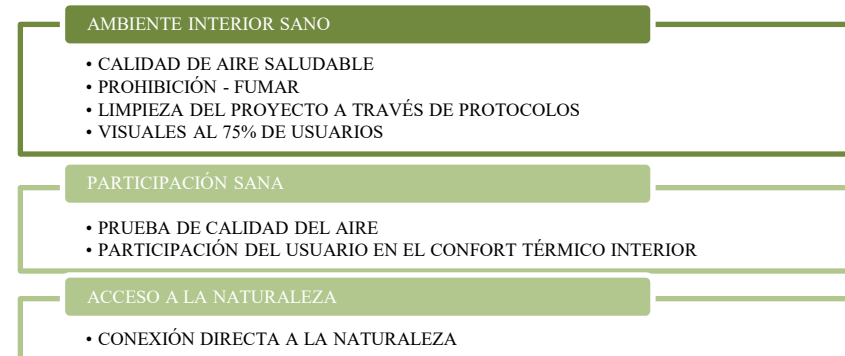 AMBIENTE INTERIOR SANO
• CALIDAD DE AIRE SALUDABLE
• PROHIBICIÓN - FUMAR
• LIMPIEZA DEL PROYECTO A TRAVÉS DE PROTOCOLOS
• VISUALES AL 75% DE USUARIOS
PARTICIPACIÓN SANA
• PRUEBA DE CALIDAD DEL AIRE
• PARTICIPACIÓN DEL USUARIO EN EL CONFORT TÉRMICO INTERIOR
ACCESO A LA NATURALEZA
• CONEXIÓN DIRECTA A LA NATURALEZA